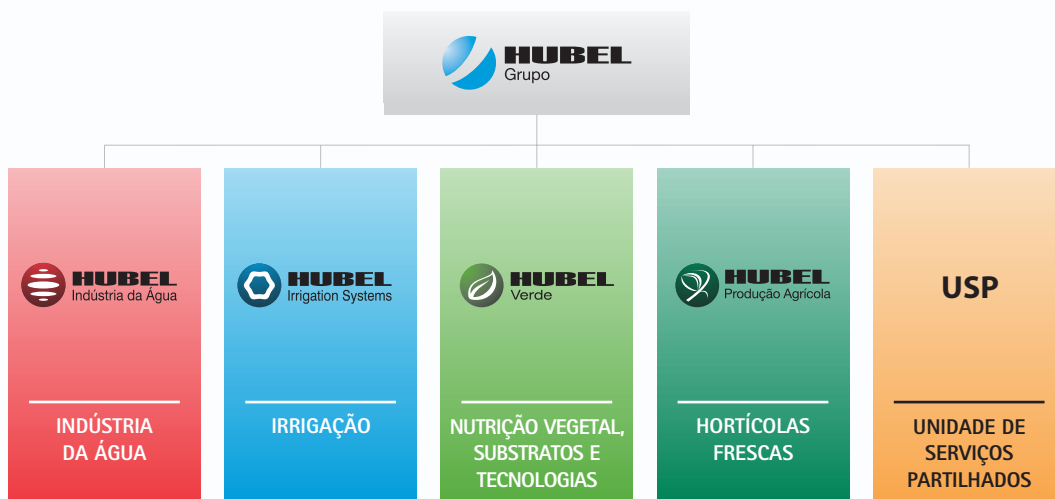 HUBEL
Grupo
HUBEL
Indústria da Água
INDÚSTRIA
DA ÁGUA
HUBEL
Irrigation Systems
IRRIGAÇÃO
HUBEL
Verde
NUTRIÇÃO VEGETAL,
SUBSTRATOS E
TECNOLOGIAS
HUBEL
Produção Agrícola
HORTÍCOLAS
FRESCAS
USP
UNIDADE DE
SERVIÇOS
PARTILHADOS